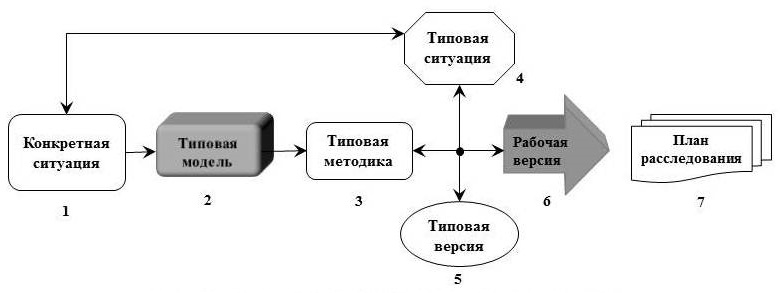 Типовая
ситуация
4
Конкретная
ситуация
1
Типовая
модель
2
Типовая
методика
3
Рабочая
версия
6
План
расследования
7
Типовая
версия
5